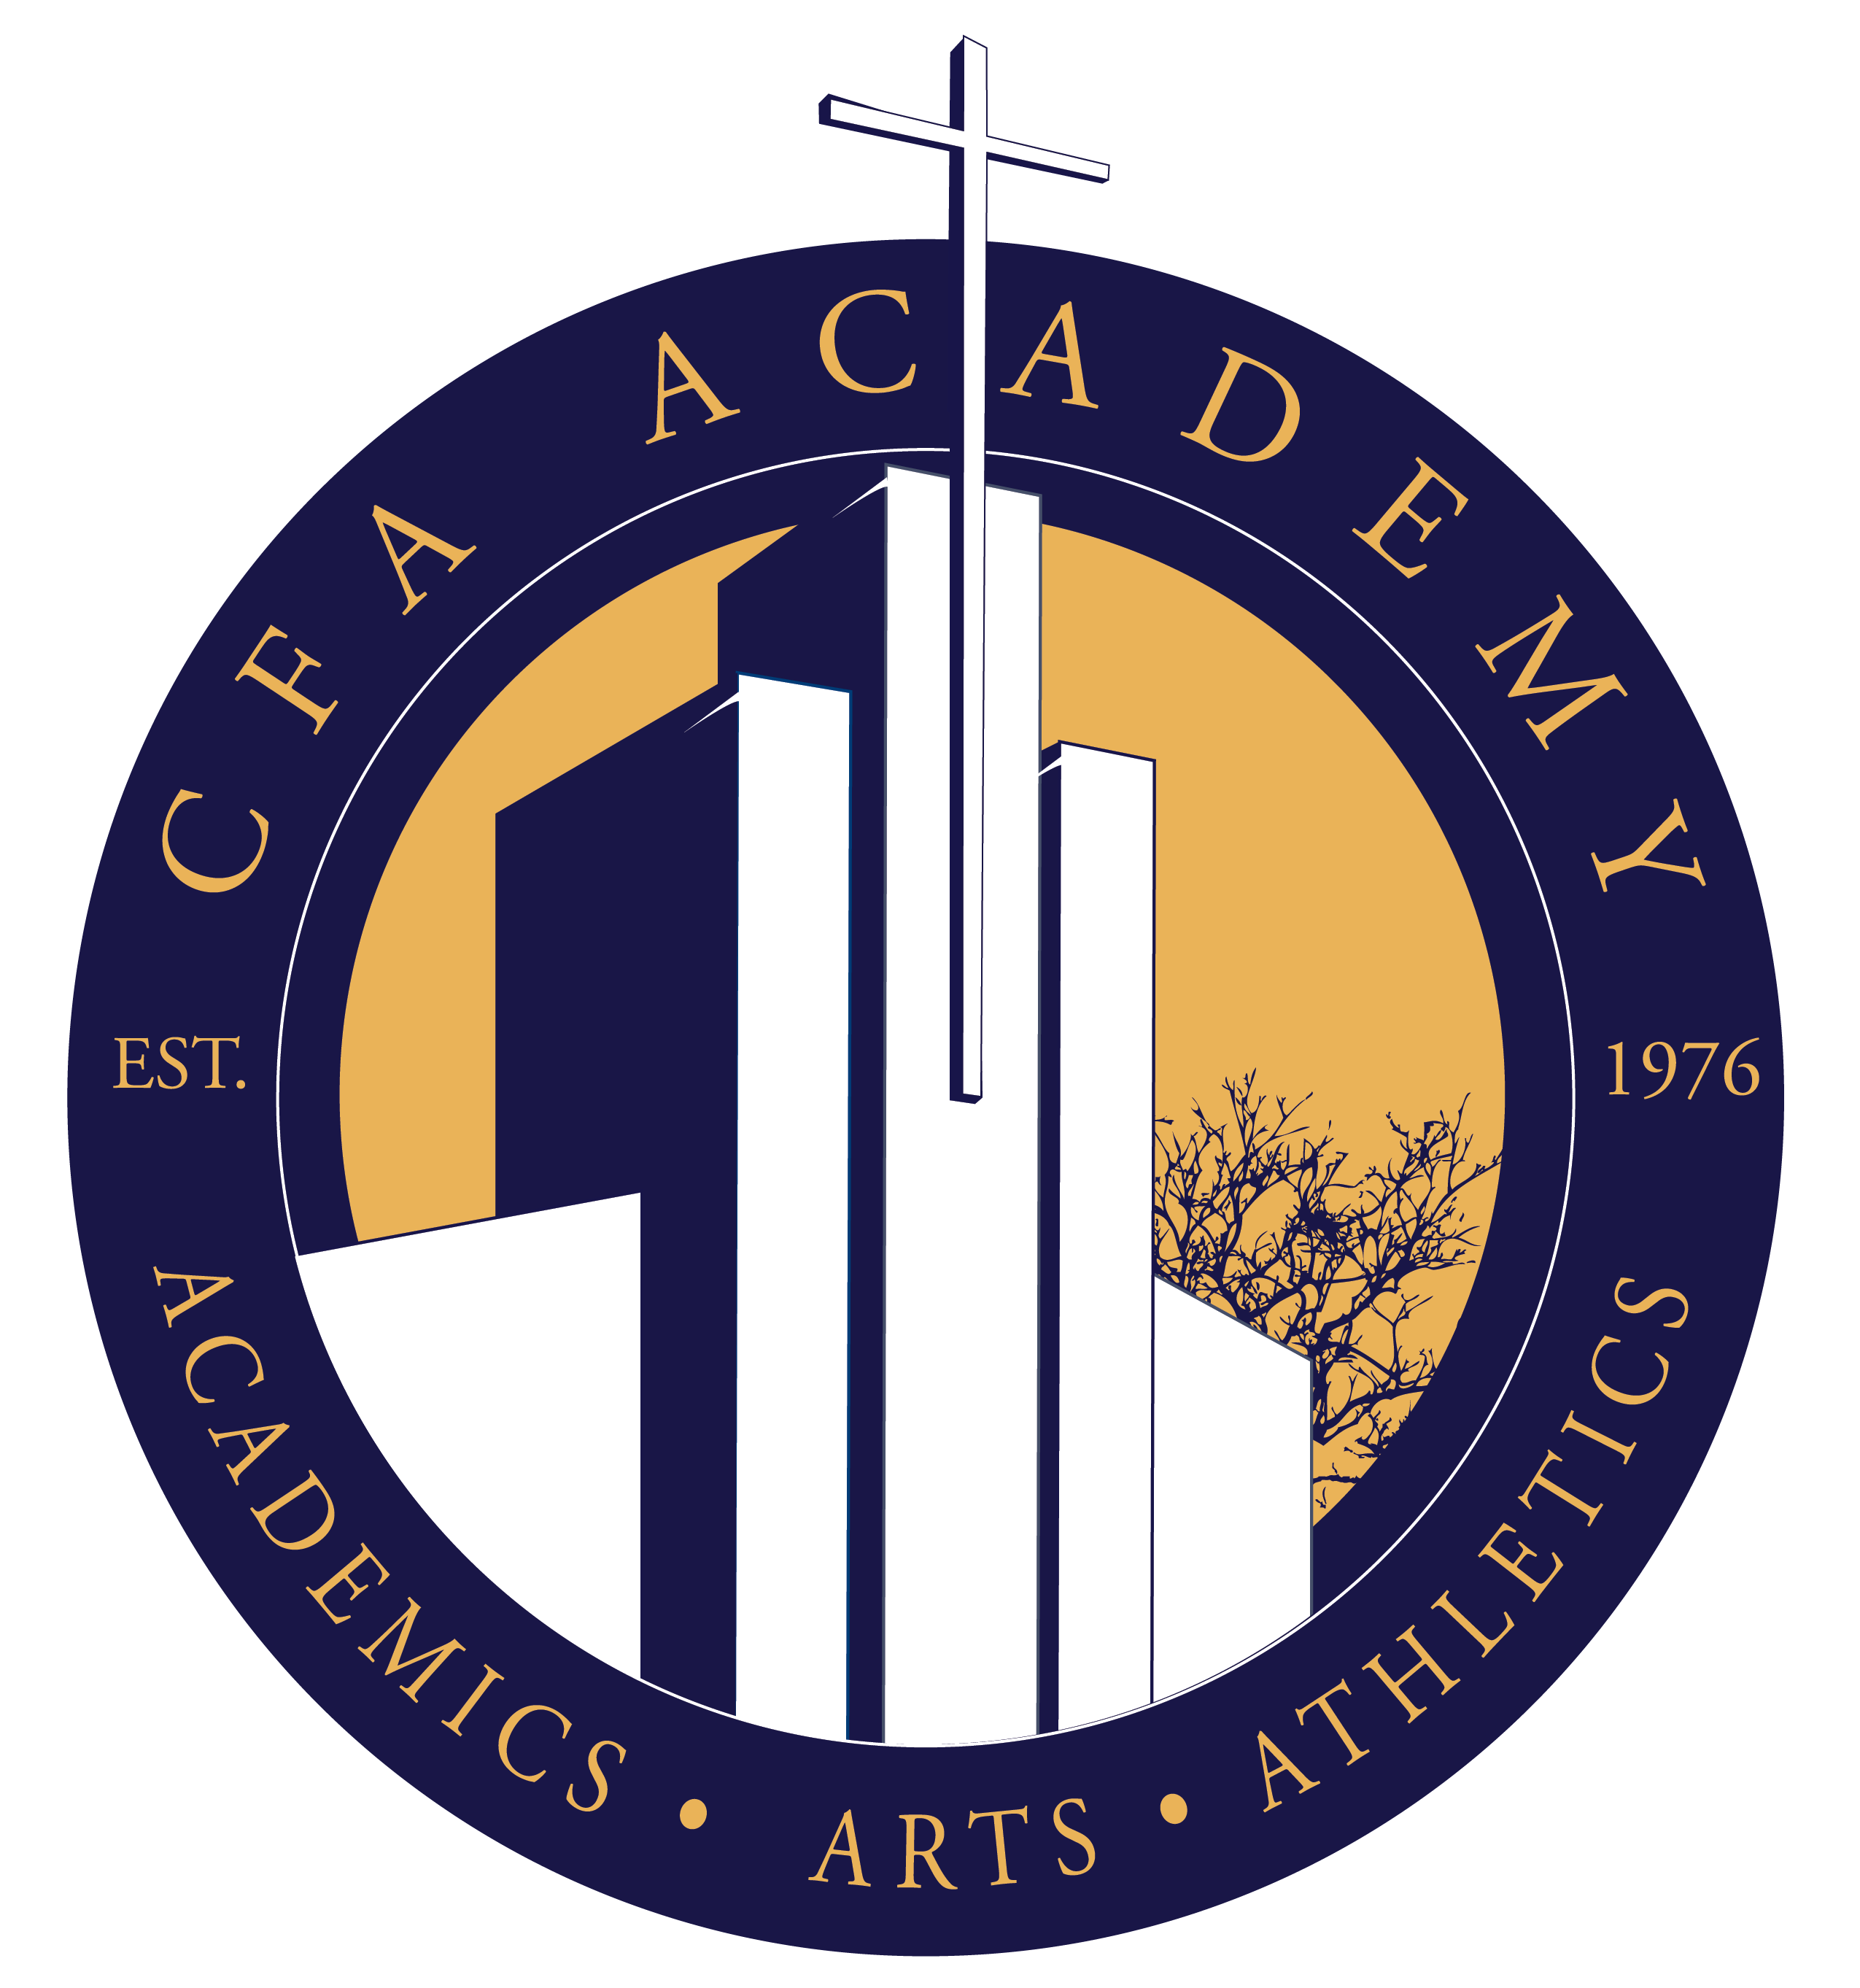 CFA ACADEMY
EST. 1976
ACADEMICS • ARTS • ATHLETICS